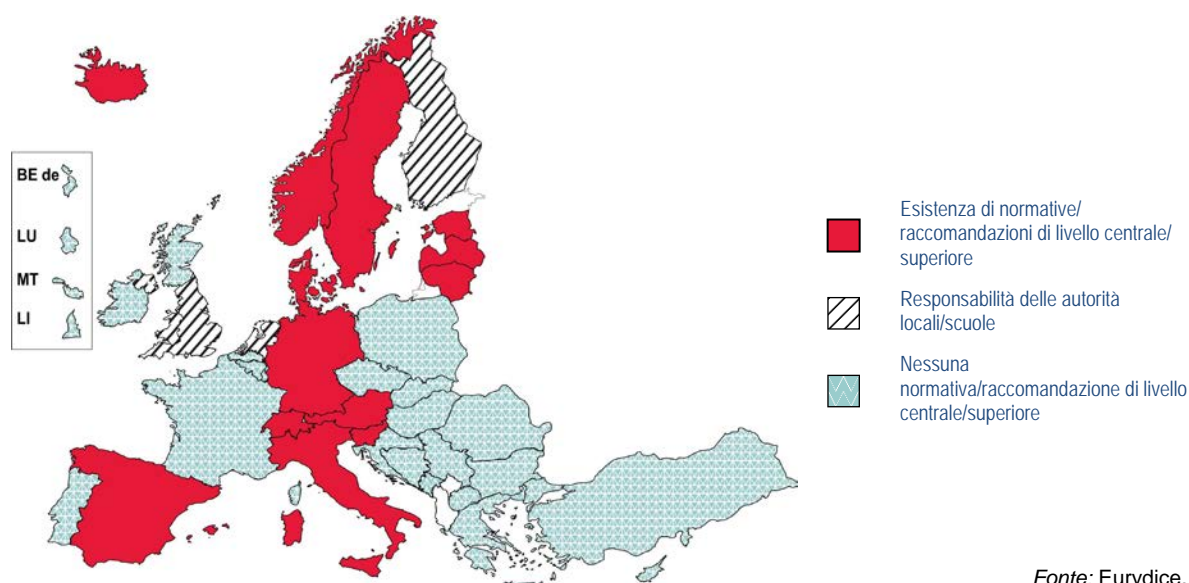 BE de
LU
MT
LI
Esistenza di normative/
raccomandazioni di livello centrale/
superiore
Responsabilità delle autorità
locali/scuole
Nessuna
normativa/raccomandazione di livello
centrale/superiore
Fonte: Eurydice.